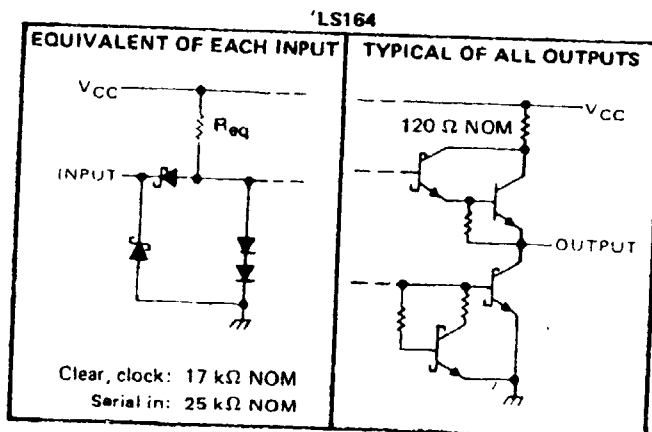 'LS164
EQUIVALENT OF EACH INPUT
VCC
Req
INPUT
Clear, clock: 17 kΩ NOM
Serial in: 25 kΩ NOM
TYPICAL OF ALL OUTPUTS
VCC
120 Ω NOM
OUTPUT